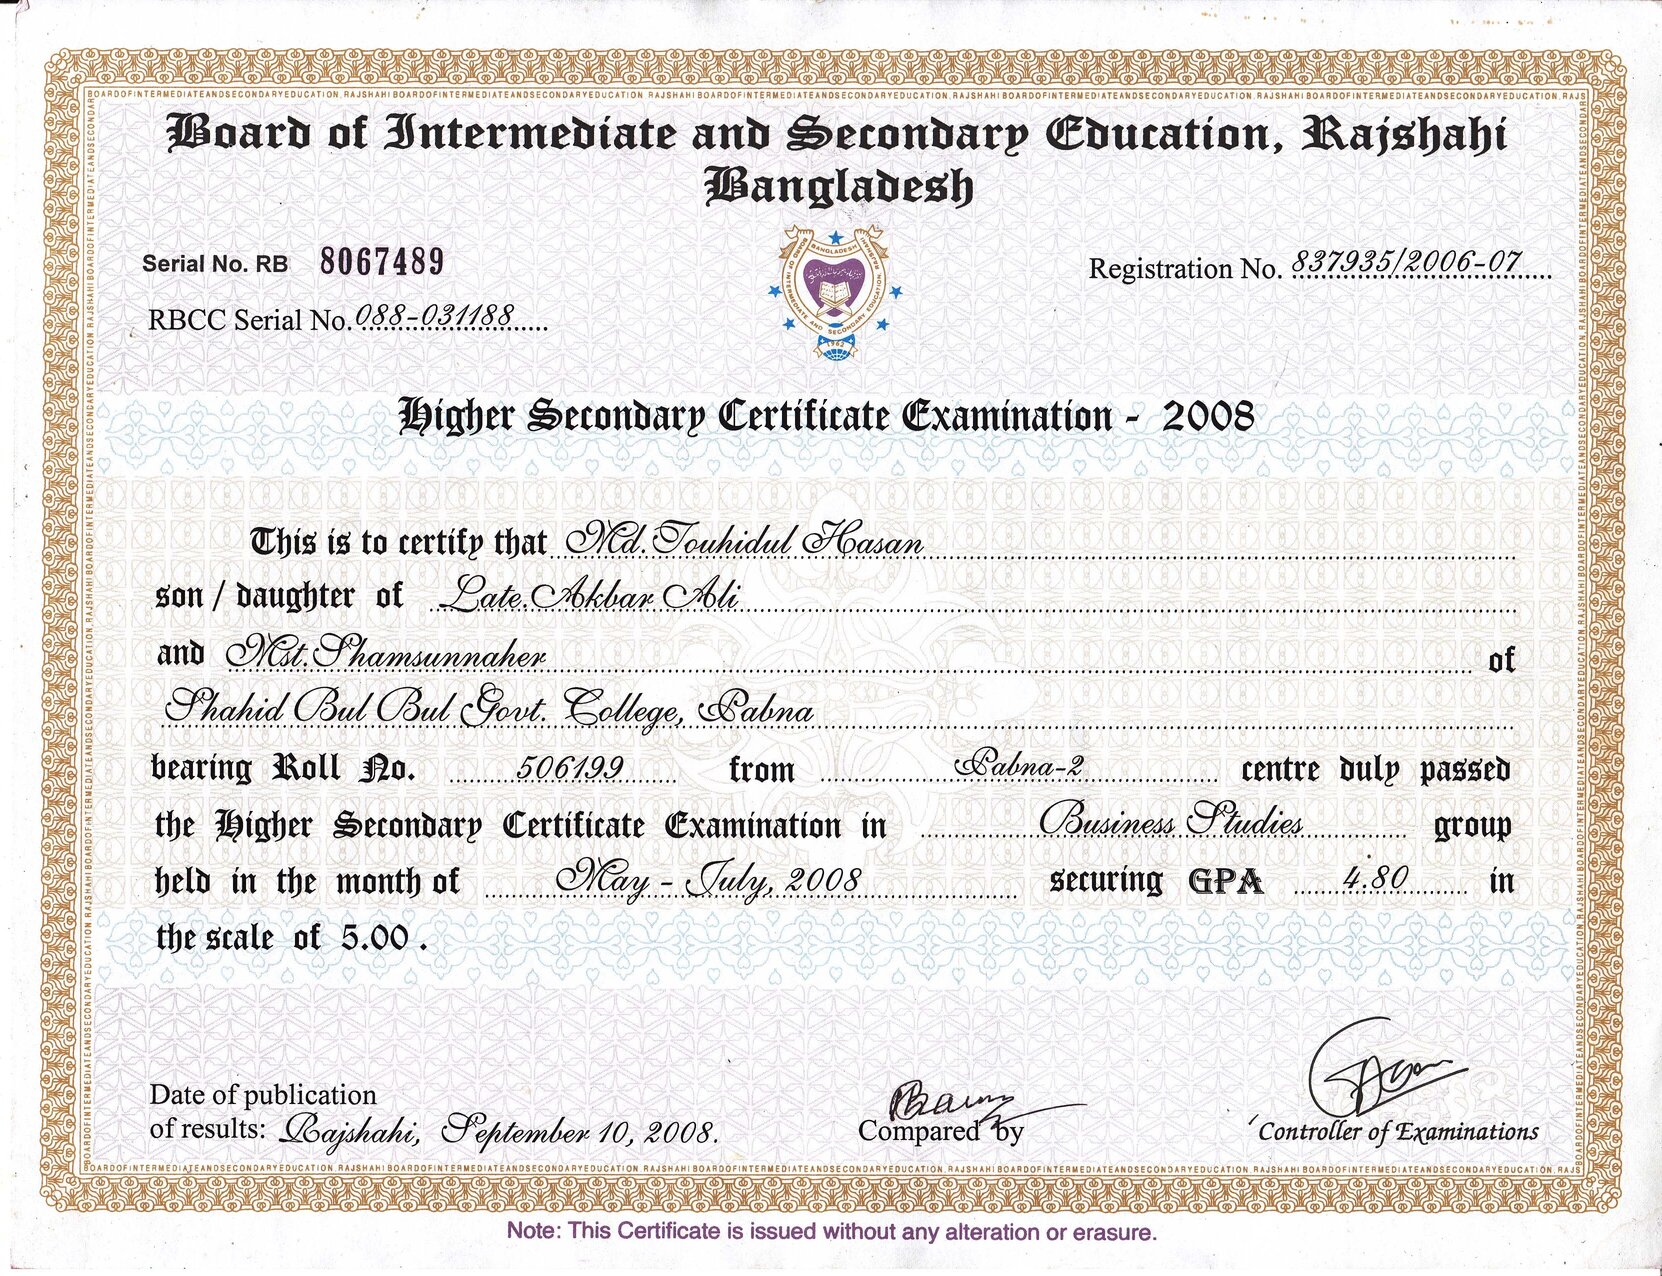 Board of Intermediate and Secondary Education, Rajshahi
Bangladesh
Serial No. RB 8067489
Registration No. 837935/2006-07
RBCC Serial No. 088-031188
BANGLADESH
BOARD OF INTERMEDIATE AND SECONDARY EDUCATION, RAJSHAHI
1962
Higher Secondary Certificate Examination - 2008
This is to certify that Md. Touhidul Hasan
son / daughter of Late. Akbar Ali
and Mst. Shamsunnaher of
Shahid Bul Bul Govt. College, Pabna
bearing Roll No. 506199 from Pabna-2 centre duly passed
the Higher Secondary Certificate Examination in Business Studies group
held in the month of May - July, 2008 securing GPA 4.80 in
the scale of 5.00 .
Date of publication
of results: Rajshahi, September 10, 2008.
Compared by
Controller of Examinations
Note: This Certificate is issued without any alteration or erasure.